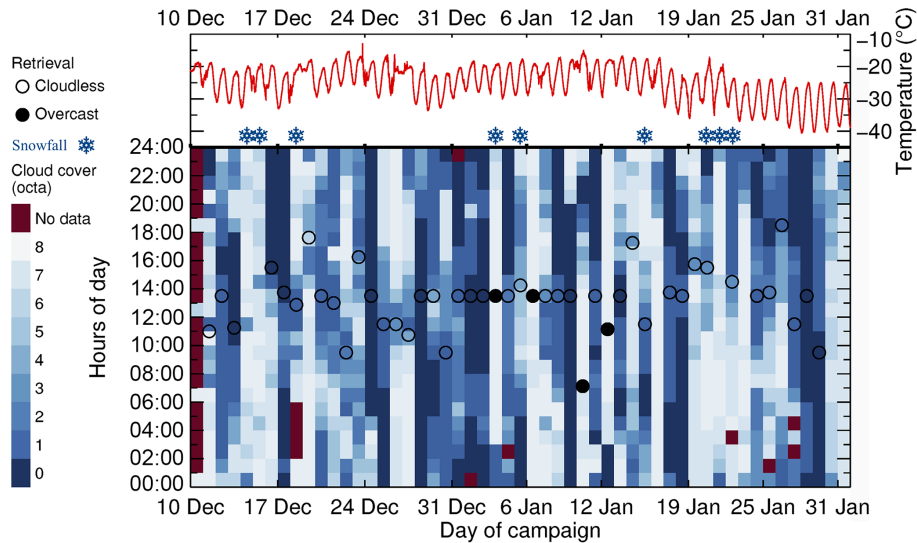 10 Dec 17 Dec 24 Dec 31 Dec 6 Jan 12 Jan 19 Jan 25 Jan 31 Jan
Retrieval
Cloudless
Overcast
Snowfall
Cloud cover
(octa)
No data
8
7
6
5
4
3
2
1
0
−10
−20
−30
−40
Temperature (°C)
24:00
22:00
20:00
18:00
16:00
14:00
12:00
10:00
08:00
06:00
04:00
02:00
00:00
Hours of day
10 Dec 17 Dec 24 Dec 31 Dec 6 Jan 12 Jan 19 Jan 25 Jan 31 Jan
Day of campaign